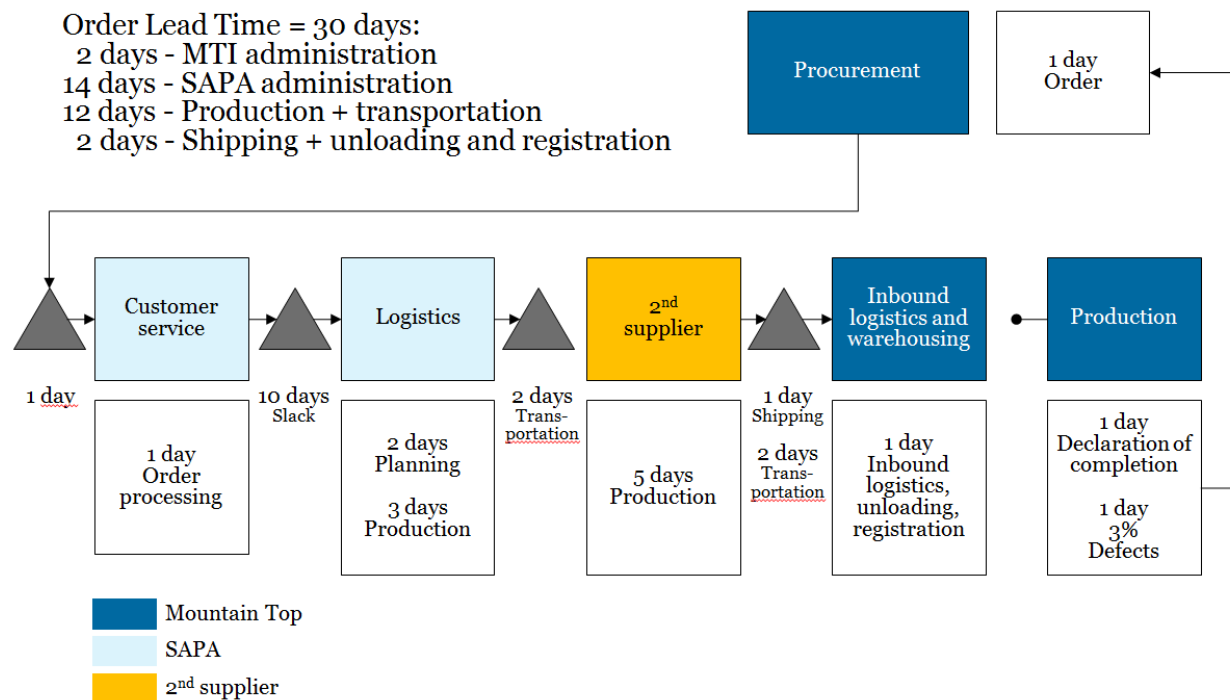 Order Lead Time = 30 days:
2 days - MTI administration
14 days - SAPA administration
12 days - Production + transportation
2 days - Shipping + unloading and registration
Procurement
1 day
Order
Customer
service
Logistics
2nd
supplier
Inbound
logistics and
warehousing
Production
1 day
10 days
Slack
2 days
Trans-
portation
1 day
Shipping
2 days
Trans-
portation
1 day
Order
processing
2 days
Planning
3 days
Production
5 days
Production
1 day
Inbound
logistics,
unloading,
registration
1 day
Declaration of
completion
1 day
3%
Defects
Mountain Top
SAPA
2nd supplier